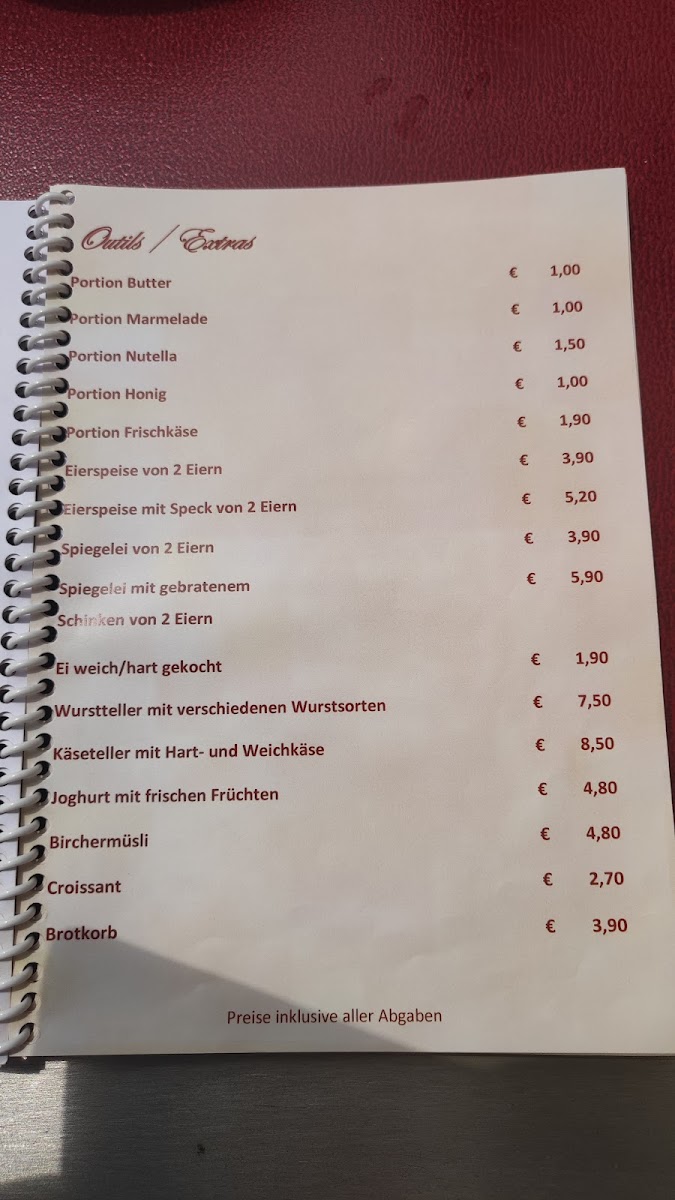 Outils / Extras
Portion Butter € 1,00
Portion Marmelade € 1,00
Portion Nutella € 1,50
Portion Honig € 1,00
Portion Frischkäse € 1,90
Eierspeise von 2 Eiern € 3,90
Eierspeise mit Speck von 2 Eiern € 5,20
Spiegelei von 2 Eiern € 3,90
Spiegelei mit gebratenem € 5,90
Schinken von 2 Eiern
Ei weich/hart gekocht € 1,90
Wurstteller mit verschiedenen Wurstsorten € 7,50
Käseteller mit Hart- und Weichkäse € 8,50
Joghurt mit frischen Früchten € 4,80
Birchermüsli € 4,80
Croissant € 2,70
Brotkorb € 3,90
Preise inklusive aller Abgaben